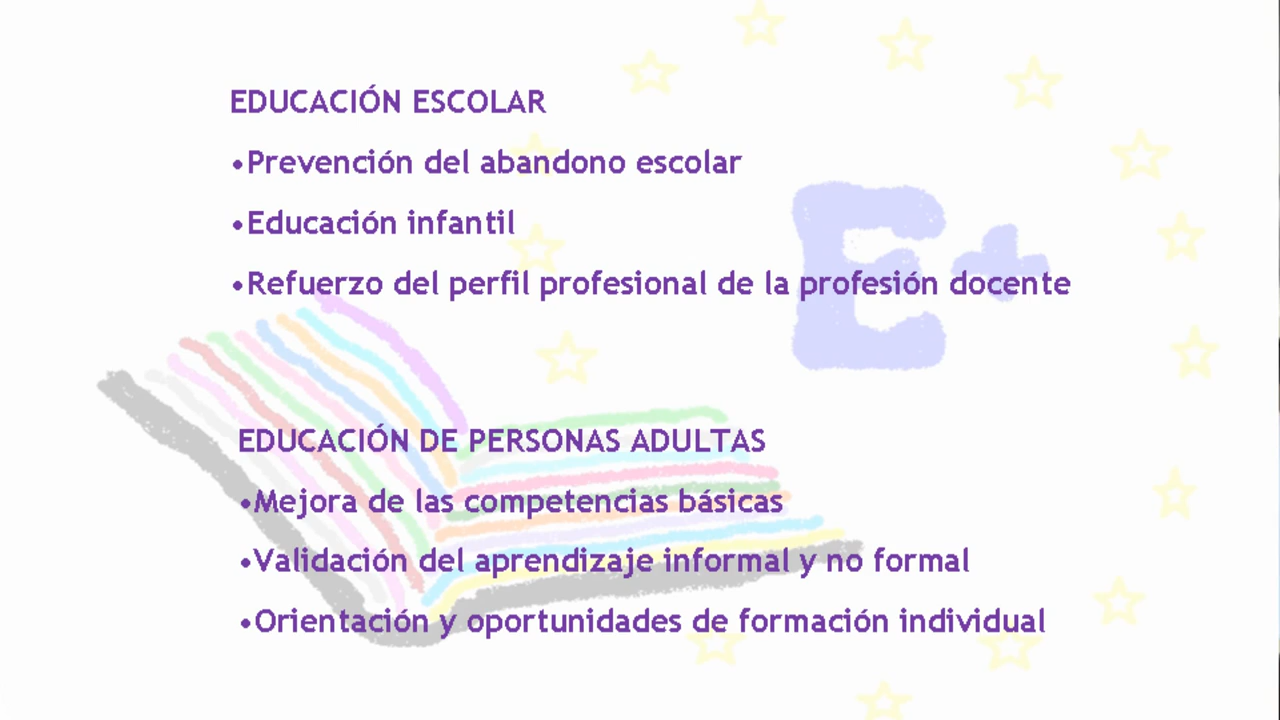 EDUCACIÓN ESCOLAR
•Prevención del abandono escolar
•Educación infantil
•Refuerzo del perfil profesional de la profesión docente
E+
EDUCACIÓN DE PERSONAS ADULTAS
•Mejora de las competencias básicas
•Validación del aprendizaje informal y no formal
•Orientación y oportunidades de formación individual